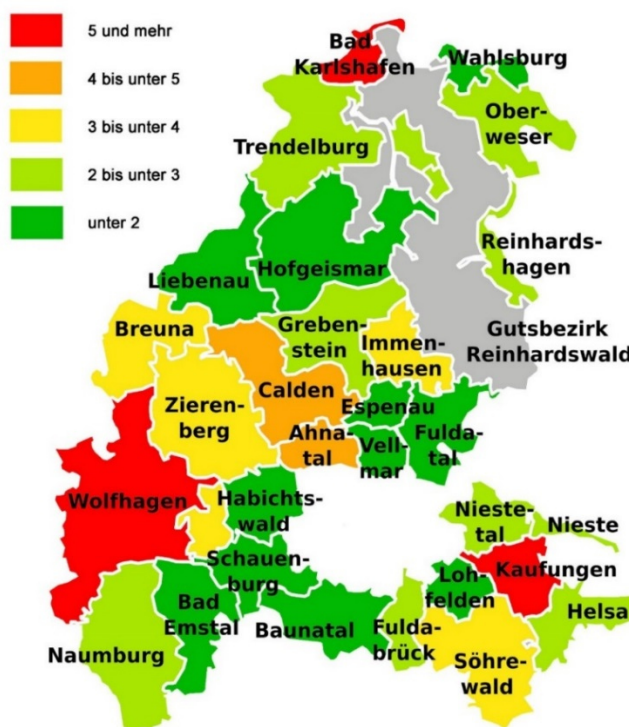 5 und mehr
4 bis unter 5
3 bis unter 4
2 bis unter 3
unter 2
Bad
Karlshafen
Wahlsburg
Ober-
weser
Trendelburg
Reinhards-
hagen
Liebenau
Hofgeismar
Breuna
Greben-
stein
Immen-
hausen
Gutsbezirk
Reinhardswald
Calden
Zieren-
berg
Espenau
Ahna-
tal
Vell-
mar
Fulda-
tal
Wolfhagen
Habichts-
wald
Nieste-
tal
Nieste
Schauen-
burg
Kaufungen
Loh-
felden
Bad
Emstal
Helsa
Baunatal
Fulda-
brück
Naumburg
Söhre-
wald